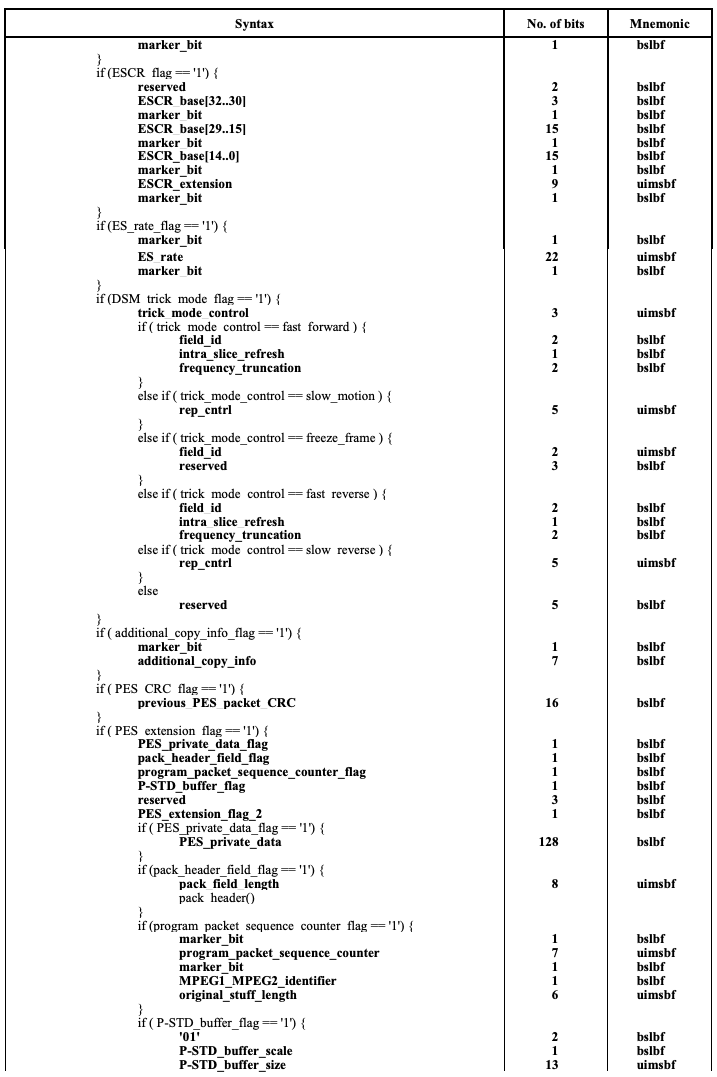 Syntax No. of bits Mnemonic
marker_bit 1 bslbf
}
if (ESCR_flag == '1') {
reserved 2 bslbf
ESCR_base[32..30] 3 bslbf
marker_bit 1 bslbf
ESCR_base[29..15] 15 bslbf
marker_bit 1 bslbf
ESCR_base[14..0] 15 bslbf
marker_bit 1 bslbf
ESCR_extension 9 uimsbf
marker_bit 1 bslbf
}
if (ES_rate_flag == '1') {
marker_bit 1 bslbf
ES_rate 22 uimsbf
marker_bit 1 bslbf
}
if (DSM_trick_mode_flag == '1') {
trick_mode_control 3 uimsbf
if ( trick_mode_control == fast_forward ) {
field_id 2 bslbf
intra_slice_refresh 1 bslbf
frequency_truncation 2 bslbf
}
else if ( trick_mode_control == slow_motion ) {
rep_cntrl 5 uimsbf
}
else if ( trick_mode_control == freeze_frame ) {
field_id 2 uimsbf
reserved 3 bslbf
}
else if ( trick_mode_control == fast_reverse ) {
field_id 2 bslbf
intra_slice_refresh 1 bslbf
frequency_truncation 2 bslbf
else if ( trick_mode_control == slow_reverse ) {
rep_cntrl 5 uimsbf
}
else
reserved 5 bslbf
}
if ( additional_copy_info_flag == '1') {
marker_bit 1 bslbf
additional_copy_info 7 bslbf
}
if ( PES_CRC_flag == '1') {
previous_PES_packet_CRC 16 bslbf
}
if ( PES_extension_flag == '1') {
PES_private_data_flag 1 bslbf
pack_header_field_flag 1 bslbf
program_packet_sequence_counter_flag 1 bslbf
P-STD_buffer_flag 1 bslbf
reserved 3 bslbf
PES_extension_flag_2 1 bslbf
if ( PES_private_data_flag == '1') {
PES_private_data 128 bslbf
}
if (pack_header_field_flag == '1') {
pack_field_length 8 uimsbf
pack_header()
}
if (program_packet_sequence_counter_flag == '1') {
marker_bit 1 bslbf
program_packet_sequence_counter 7 uimsbf
marker_bit 1 bslbf
MPEG1_MPEG2_identifier 1 bslbf
original_stuff_length 6 uimsbf
}
if ( P-STD_buffer_flag == '1') {
'01' 2 bslbf
P-STD_buffer_scale 1 bslbf
P-STD_buffer_size 13 uimsbf